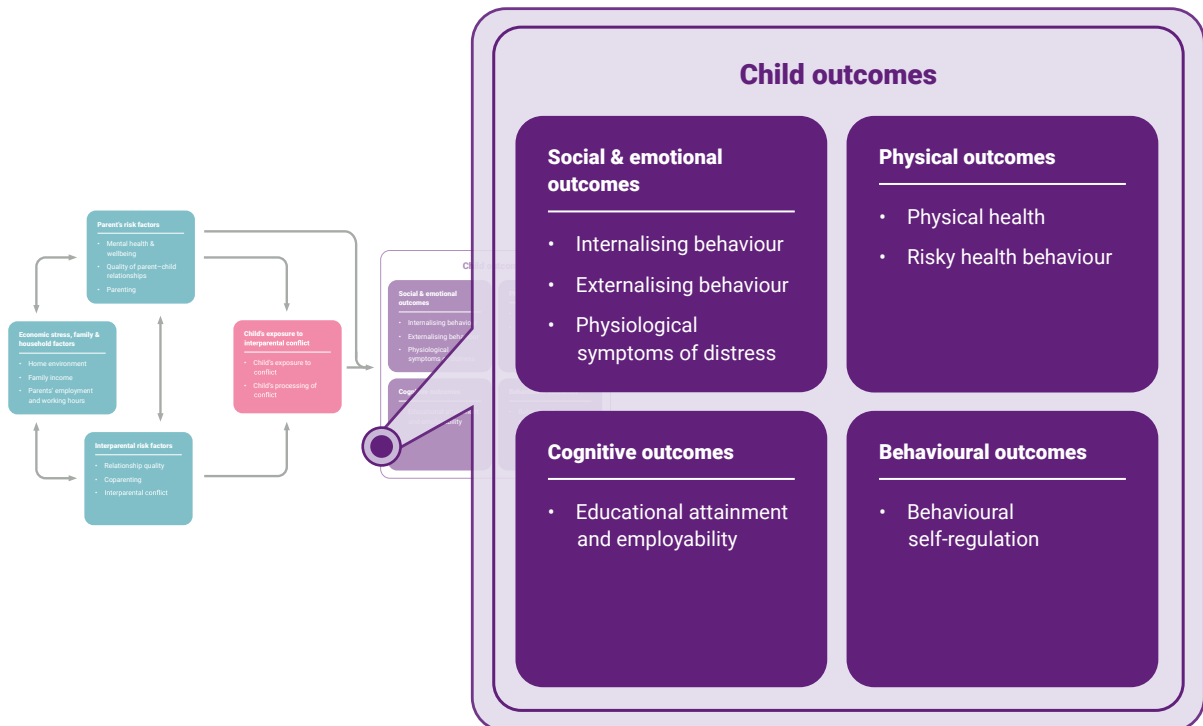 Parent's risk factors
• Mental health &
wellbeing
• Quality of parent–child
relationships
• Parenting
Economic stress, family &
household factors
• Home environment
• Family income
• Parents' employment
and working hours
Interparental risk factors
• Relationship quality
• Coparenting
• Interparental conflict
Child's exposure to
interparental conflict
• Child's exposure to
conflict
• Child's processing of
conflict
Social & emotional
outcomes
• Internalising
• Externalising
• Physiological
Child outcomes
Social & emotional
outcomes
• Internalising behaviour
• Externalising behaviour
• Physiological
symptoms of distress
Physical outcomes
• Physical health
• Risky health behaviour
Cognitive outcomes
• Educational attainment
and employability
Behavioural outcomes
• Behavioural
self-regulation